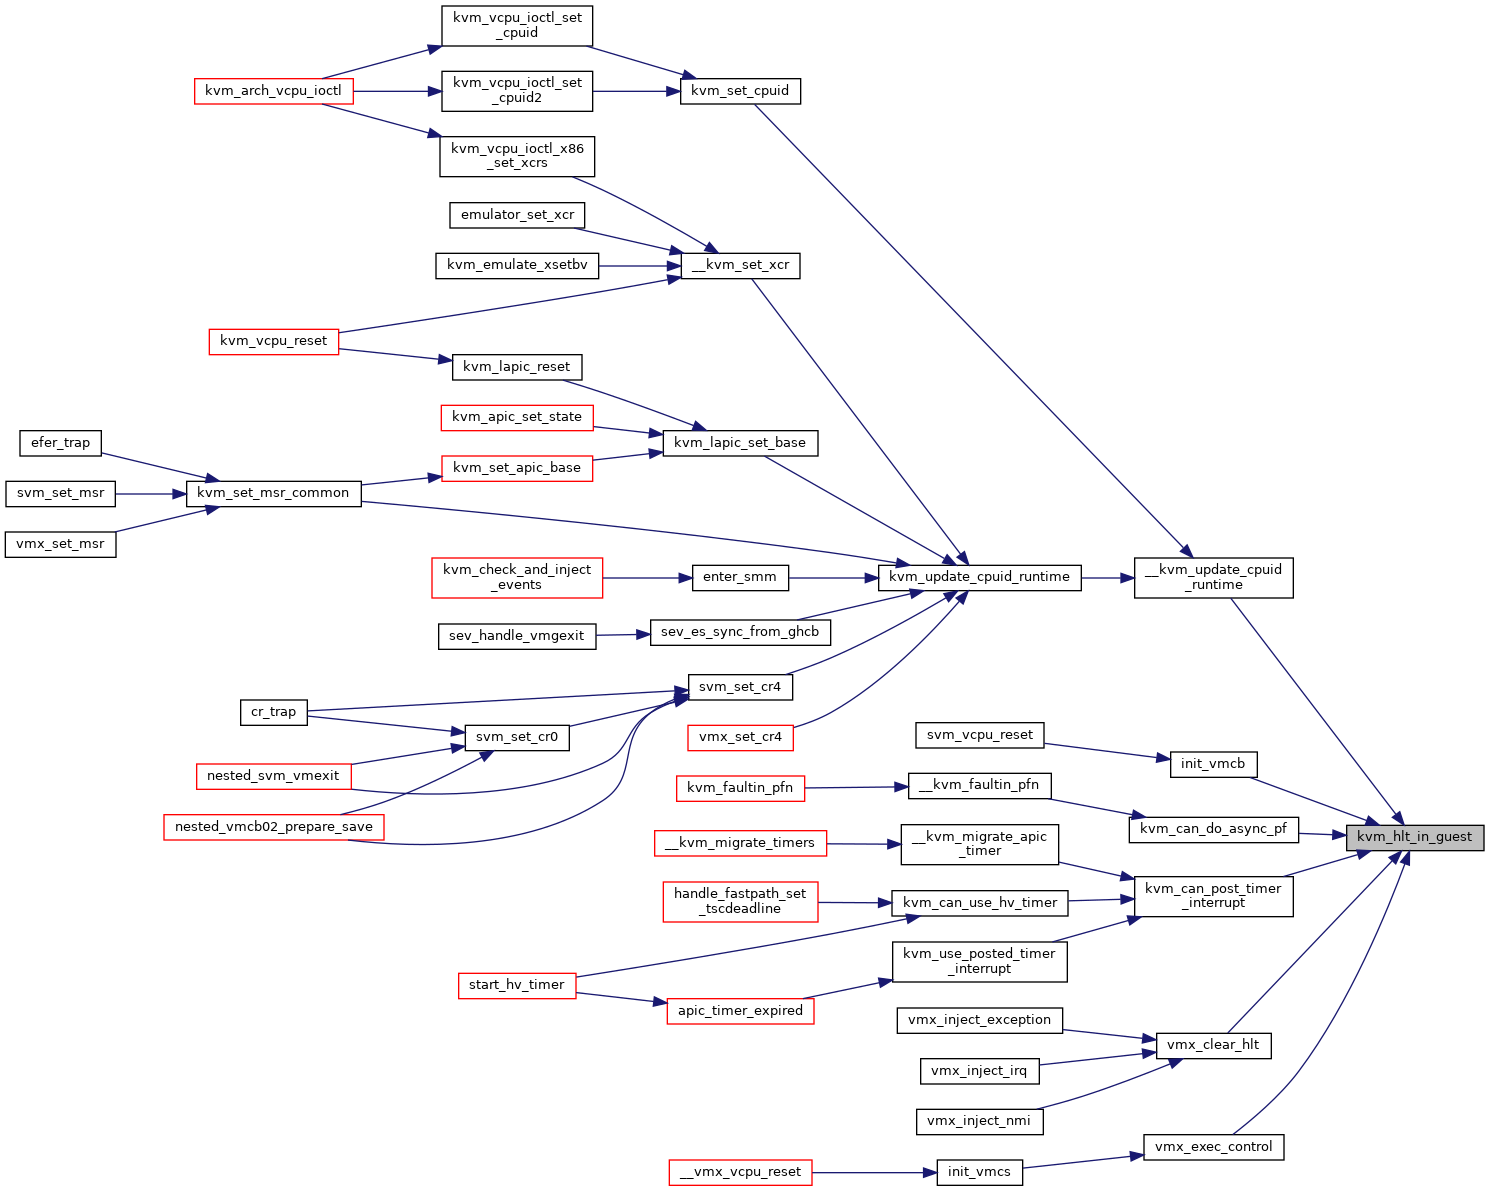 kvm_vcpu_ioctl_set
_cpuid
kvm_arch_vcpu_ioctl
kvm_vcpu_ioctl_set
_cpuid2
kvm_set_cpuid
kvm_vcpu_ioctl_x86
_set_xcrs
emulator_set_xcr
kvm_emulate_xsetbv
__kvm_set_xcr
kvm_vcpu_reset
kvm_lapic_reset
kvm_apic_set_state
efer_trap
kvm_lapic_set_base
kvm_set_apic_base
svm_set_msr
kvm_set_msr_common
vmx_set_msr
kvm_check_and_inject
_events
enter_smm
kvm_update_cpuid_runtime
__kvm_update_cpuid
_runtime
sev_handle_vmgexit
sev_es_sync_from_ghcb
svm_set_cr4
cr_trap
svm_set_cr0
vmx_set_cr4
svm_vcpu_reset
init_vmcb
nested_svm_vmexit
kvm_faultin_pfn
__kvm_faultin_pfn
nested_vmcb02_prepare_save
kvm_can_do_async_pf
kvm_hlt_in_guest
__kvm_migrate_timers
__kvm_migrate_apic
_timer
handle_fastpath_set
_tscdeadline
kvm_can_use_hv_timer
kvm_can_post_timer
_interrupt
kvm_use_posted_timer
_interrupt
start_hv_timer
apic_timer_expired
vmx_inject_exception
vmx_clear_hlt
vmx_inject_irq
vmx_inject_nmi
vmx_exec_control
__vmx_vcpu_reset
init_vmcs